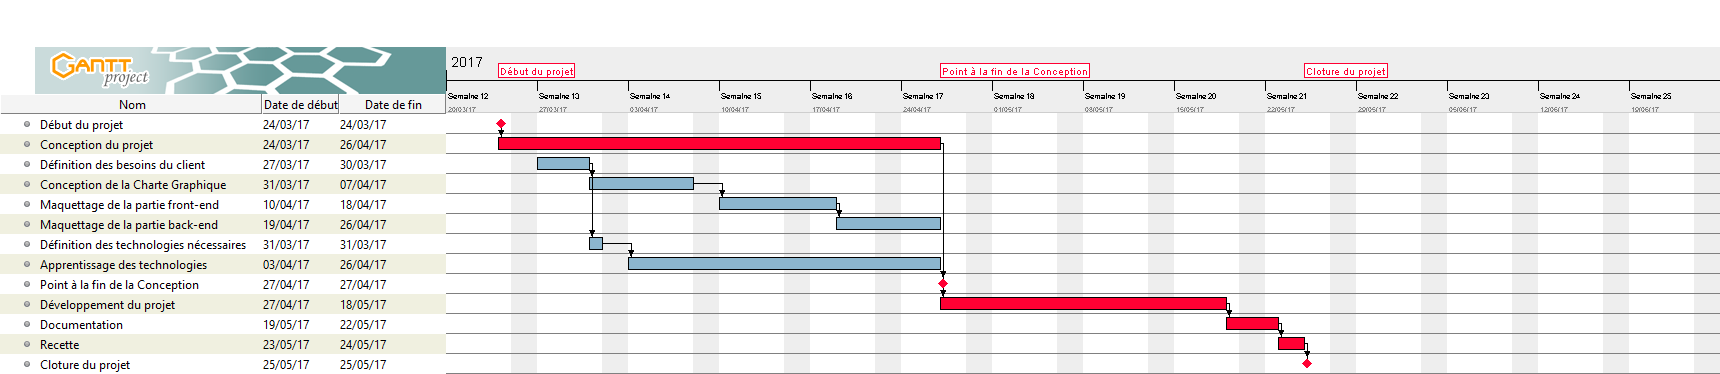 GANTT
project
2017
Début du projet
Point à la fin de la Conception
Cloture du projet
Nom Date de début Date de fin
Semaine 12 Semaine 13 Semaine 14 Semaine 15 Semaine 16 Semaine 17 Semaine 18 Semaine 19 Semaine 20 Semaine 21 Semaine 22 Semaine 23 Semaine 24 Semaine 25
20/03/17 27/03/17 03/04/17 10/04/17 17/04/17 24/04/17 01/05/17 08/05/17 15/05/17 22/05/17 29/05/17 05/06/17 12/06/17 19/06/17
Début du projet 24/03/17 24/03/17
Conception du projet 24/03/17 26/04/17
Définition des besoins du client 27/03/17 30/03/17
Conception de la Charte Graphique 31/03/17 07/04/17
Maquettage de la partie front-end 10/04/17 18/04/17
Maquettage de la partie back-end 19/04/17 26/04/17
Définition des technologies nécessaires 31/03/17 31/03/17
Apprentissage des technologies 03/04/17 26/04/17
Point à la fin de la Conception 27/04/17 27/04/17
Développement du projet 27/04/17 18/05/17
Documentation 19/05/17 22/05/17
Recette 23/05/17 24/05/17
Cloture du projet 25/05/17 25/05/17